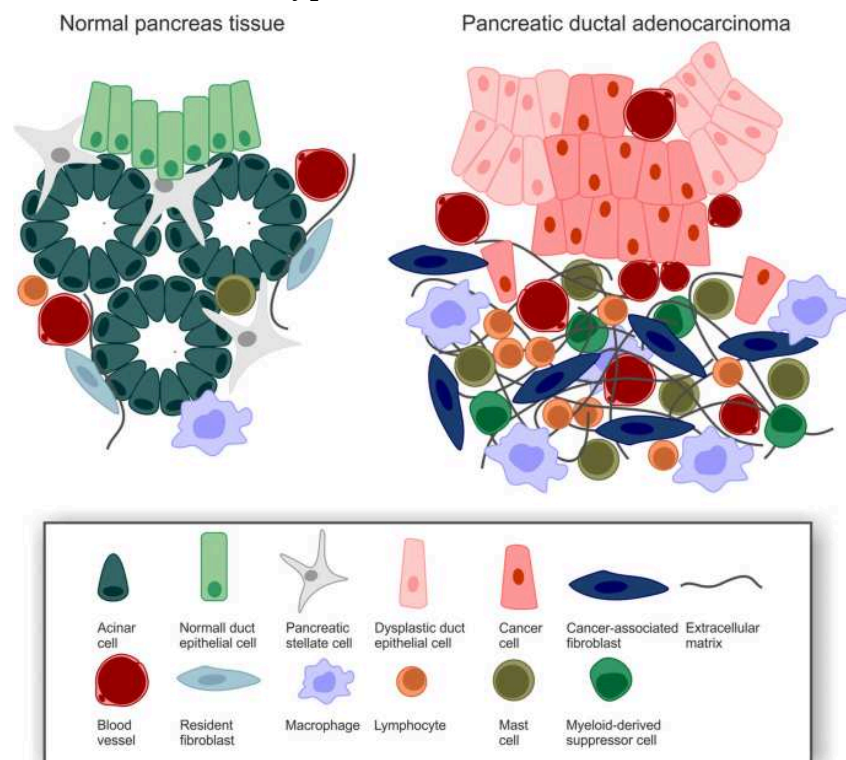 Normal pancreas tissue
Pancreatic ductal adenocarcinoma
Acinar cell
Normall duct epithelial cell
Pancreatic stellate cell
Dysplastic duct epithelial cell
Cancer cell
Cancer-associated fibroblast
Extracellular matrix
Blood vessel
Resident fibroblast
Macrophage
Lymphocyte
Mast cell
Myeloid-derived suppressor cell